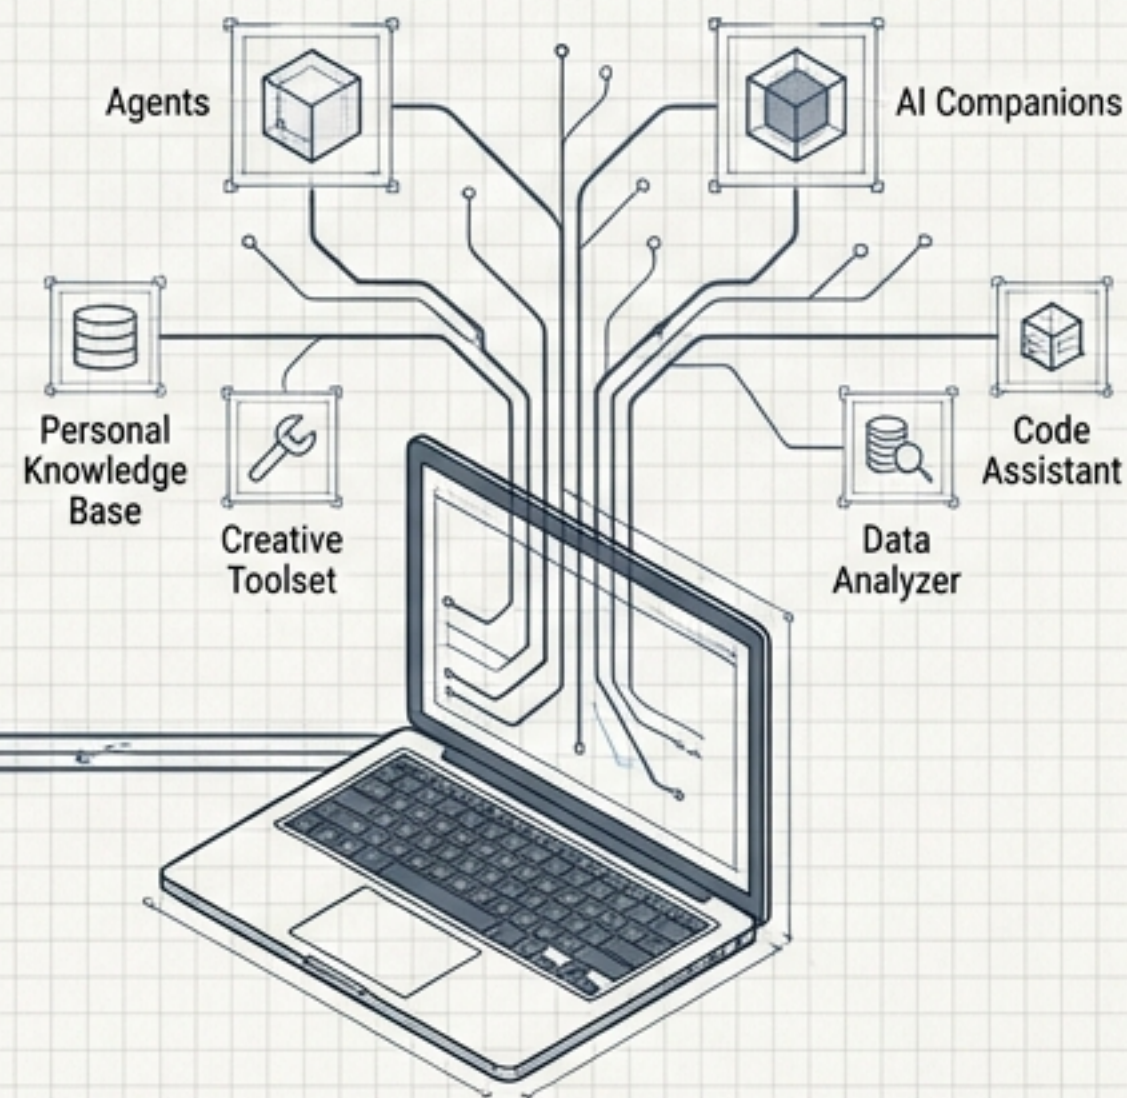 Agents
AI Companions
Personal
Knowledge
Base
Creative
Toolset
Data
Analyzer
Code
Assistant